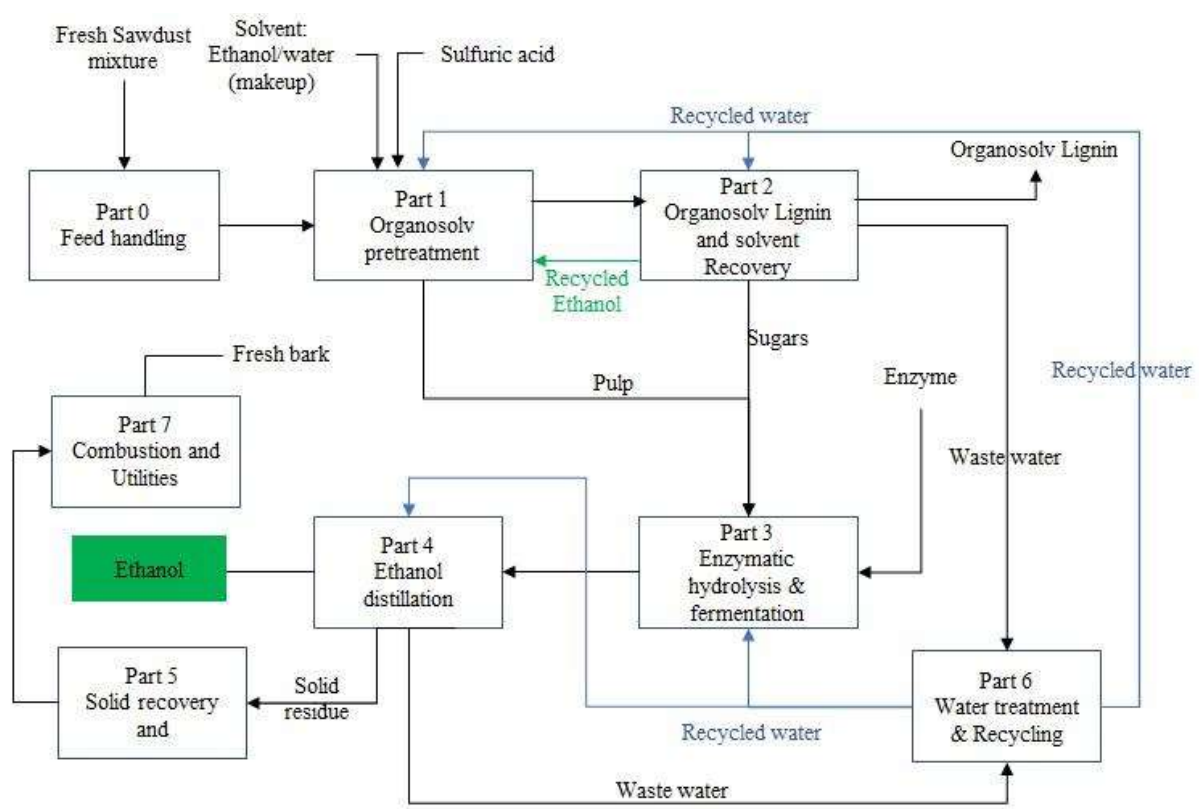 Fresh Sawdust
mixture
Solvent:
Ethanol/water
(makeup)
Sulfuric acid
Recycled water
Organosolv Lignin
Part 0
Feed handling
Part 1
Organosolv
pretreatment
Part 2
Organosolv Lignin
and solvent
Recovery
Recycled
Ethanol
Sugars
Fresh bark
Pulp
Enzyme
Recycled water
Part 7
Combustion and
Utilities
Waste water
Ethanol
Part 4
Ethanol
distillation
Part 3
Enzymatic
hydrolysis &
fermentation
Part 5
Solid recovery
and
Solid
residue
Recycled water
Part 6
Water treatment
& Recycling
Waste water